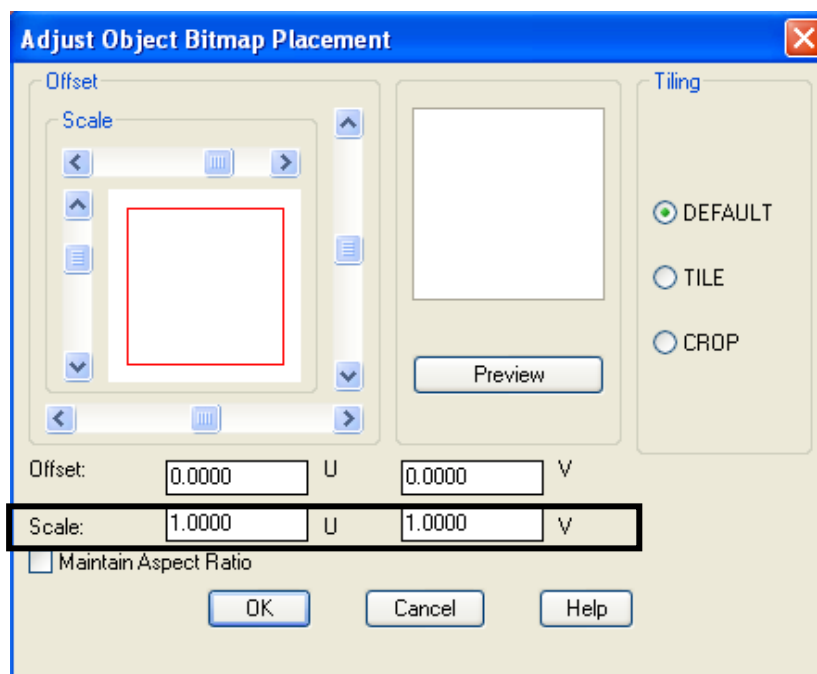 Adjust Object Bitmap Placement
Offset
Scale
Tiling
DEFAULT
TILE
CROP
Preview
Offset: 0.0000 U 0.0000 V
Scale: 1.0000 U 1.0000 V
Maintain Aspect Ratio
OK Cancel Help